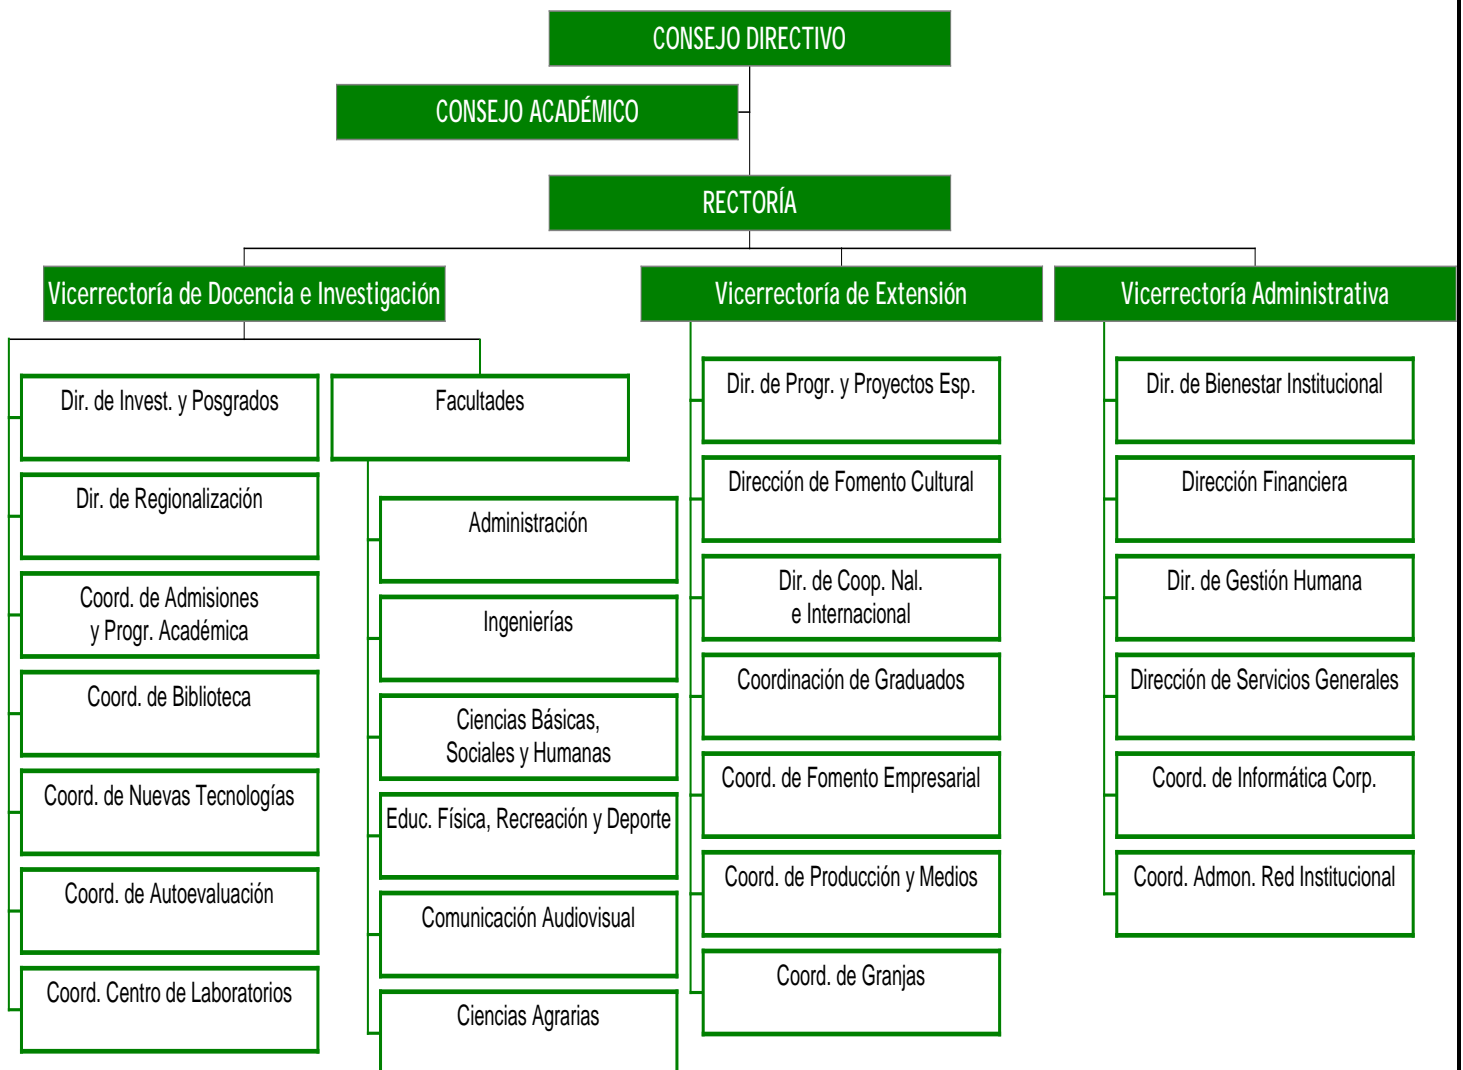 CONSEJO DIRECTIVO
CONSEJO ACADÉMICO
RECTORÍA
Vicerrectoría de Docencia e Investigación
Vicerrectoría de Extensión
Vicerrectoría Administrativa
Dir. de Invest. y Posgrados
Dir. de Regionalización
Coord. de Admisiones
y Progr. Académica
Coord. de Biblioteca
Coord. de Nuevas Tecnologías
Coord. de Autoevaluación
Coord. Centro de Laboratorios
Facultades
Administración
Ingenierías
Ciencias Básicas,
Sociales y Humanas
Educ. Física, Recreación y Deporte
Comunicación Audiovisual
Ciencias Agrarias
Dir. de Progr. y Proyectos Esp.
Dirección de Fomento Cultural
Dir. de Coop. Nal.
e Internacional
Coordinación de Graduados
Coord. de Fomento Empresarial
Coord. de Producción y Medios
Coord. de Granjas
Dir. de Bienestar Institucional
Dirección Financiera
Dir. de Gestión Humana
Dirección de Servicios Generales
Coord. de Informática Corp.
Coord. Admon. Red Institucional